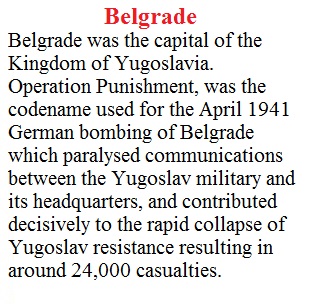 Belgrade
Belgrade was the capital of the
Kingdom of Yugoslavia.
Operation Punishment, was the
codename used for the April 1941
German bombing of Belgrade
which paralysed communications
between the Yugoslav military and
its headquarters, and contributed
decisively to the rapid collapse of
Yugoslav resistance resulting in
around 24,000 casualties.